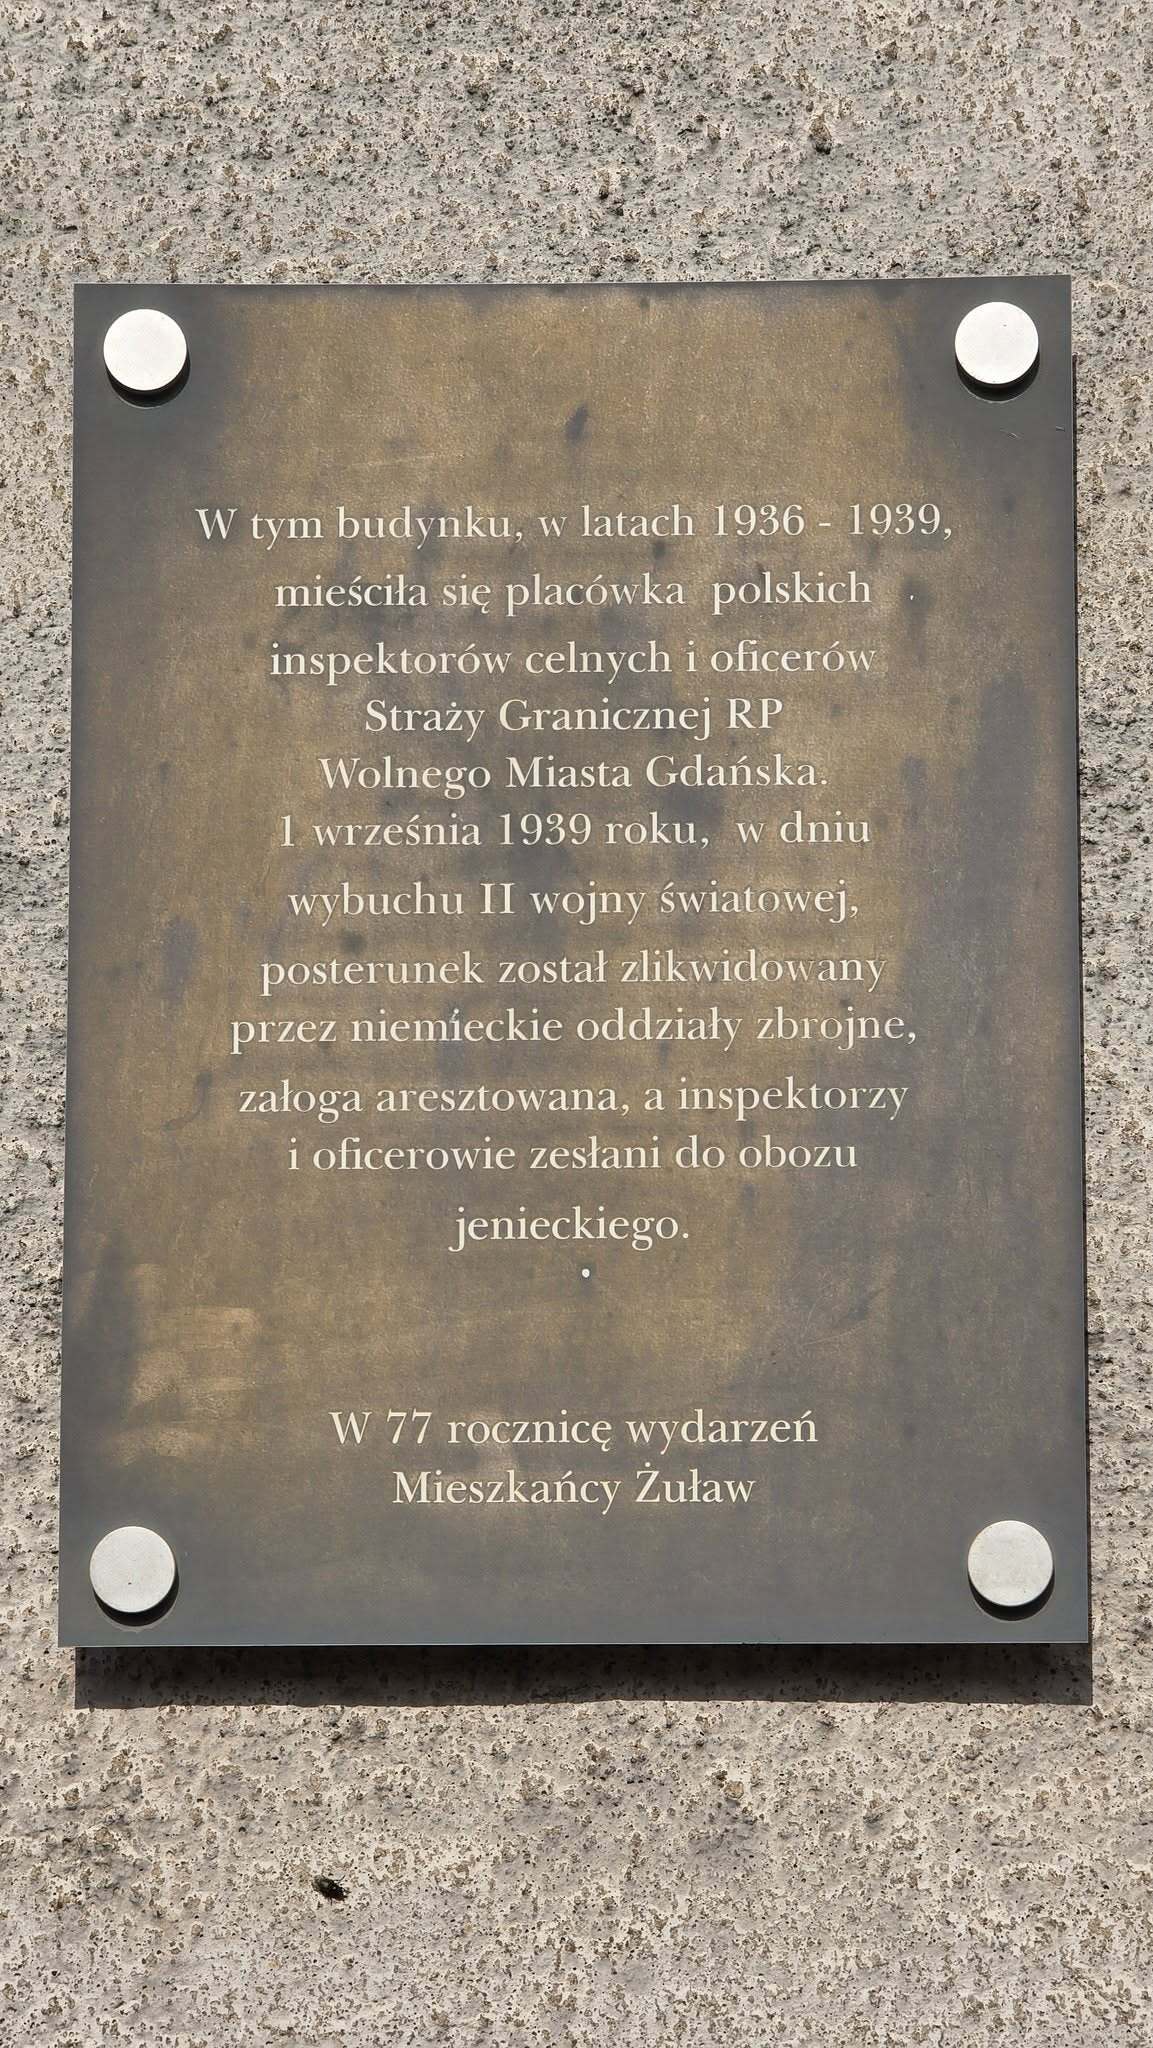 W tym budynku, w latach 1936 - 1939,
mieściła się placówka polskich
inspektorów celnych i oficerów
Straży Granicznej RP
Wolnego Miasta Gdańska.
1 września 1939 roku, w dniu
wybuchu II wojny światowej,
posterunek został zlikwidowany
przez niemieckie oddziały zbrojne,
załoga aresztowana, a inspektorzy
i oficerowie zesłani do obozu
jenieckiego.
W 77 rocznicę wydarzeń
Mieszkańcy Żuław